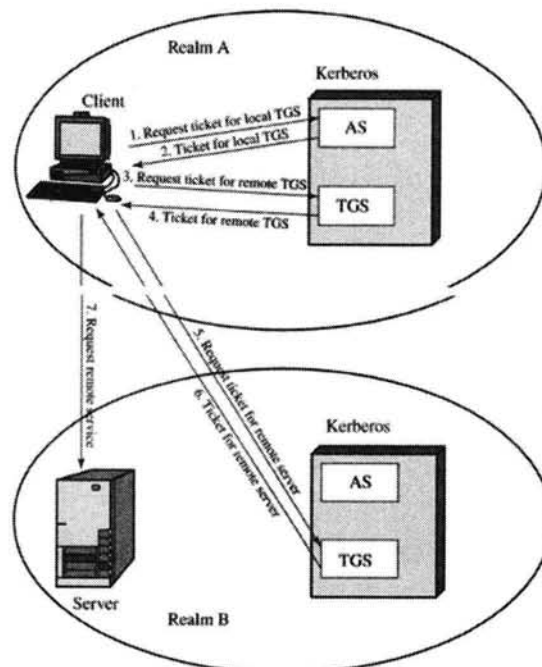 Realm A
Kerberos
Client
1. Request ticket for local TGS
AS
2. Ticket for local TGS
3. Request ticket for remote TGS
TGS
4. Ticket for remote TGS
7. Request remote service
5. Request ticket for remote server
6. Ticket for remote server
Kerberos
AS
TGS
Server
Realm B